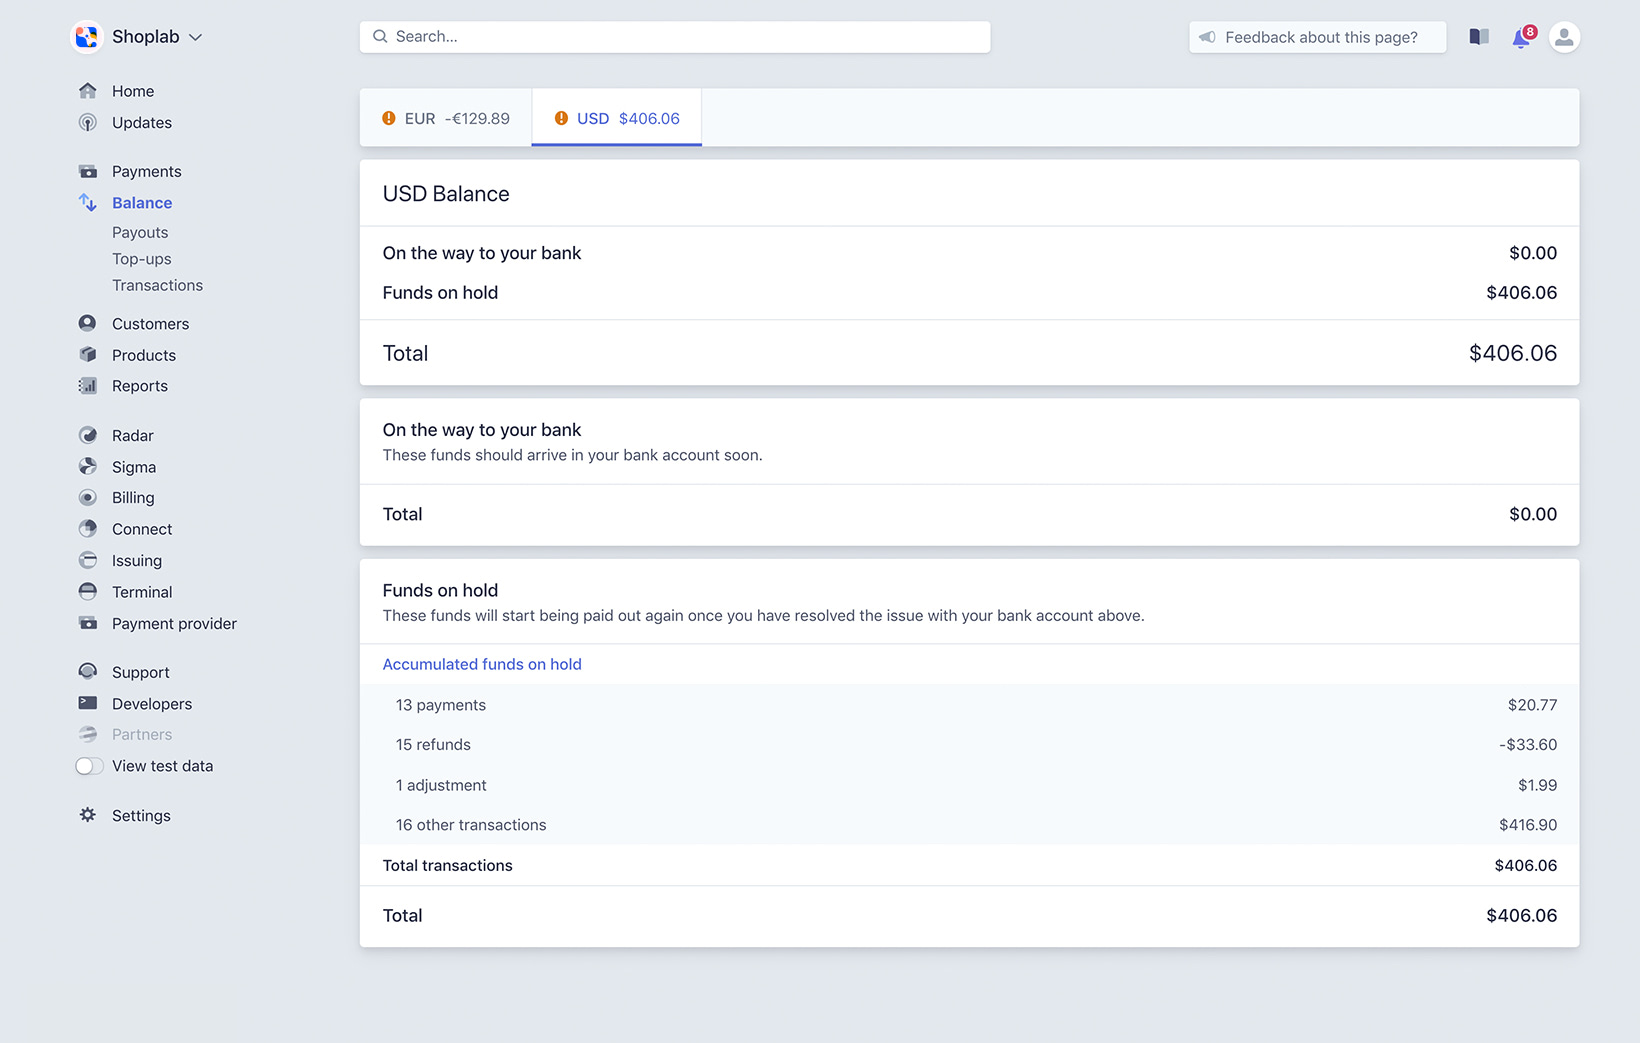 Shoplab
Search...
Feedback about this page?
8
Home
Updates
Payments
Balance
Payouts
Top-ups
Transactions
Customers
Products
Reports
Radar
Sigma
Billing
Connect
Issuing
Terminal
Payment provider
Support
Developers
Partners
View test data
Settings
EUR -€129.89
USD $406.06
USD Balance
On the way to your bank $0.00
Funds on hold $406.06
Total $406.06
On the way to your bank
These funds should arrive in your bank account soon.
Total $0.00
Funds on hold
These funds will start being paid out again once you have resolved the issue with your bank account above.
Accumulated funds on hold
13 payments $20.77
15 refunds -$33.60
1 adjustment $1.99
16 other transactions $416.90
Total transactions $406.06
Total $406.06